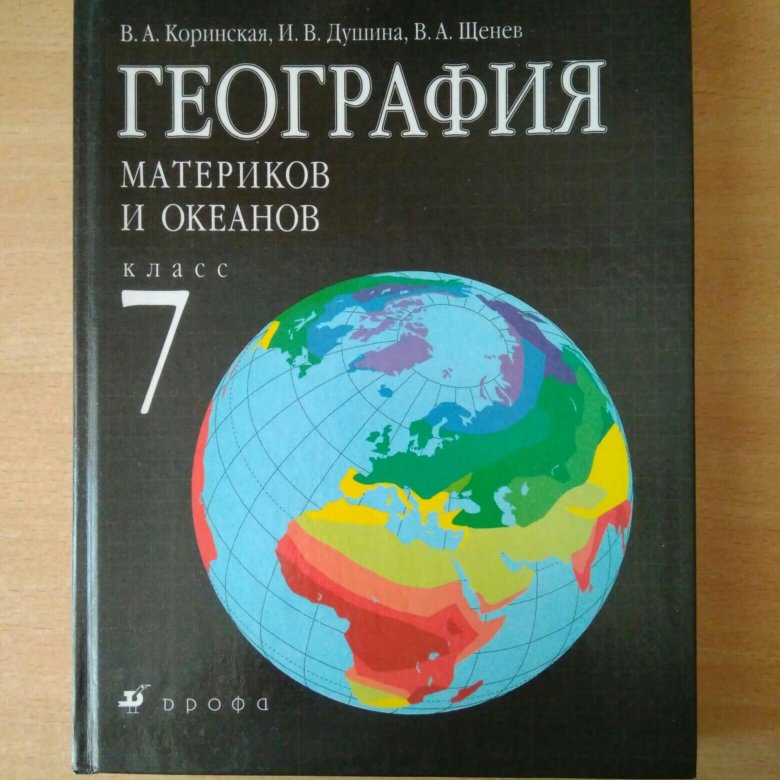 В. А. Коринская, И. В. Душина, В. А. Щенев
ГЕОГРАФИЯ
МАТЕРИКОВ
И ОКЕАНОВ
класс
7
дрофа